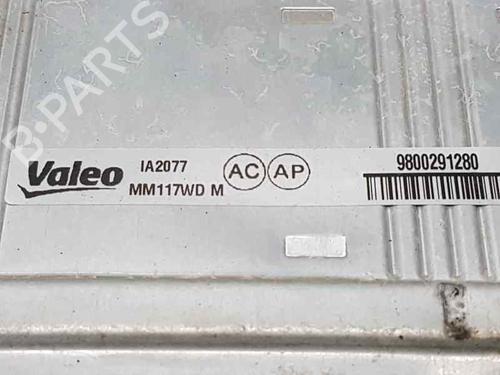 B-PARTS
Valeo
IA2077
MM117WD M
AC
AP
9800291280